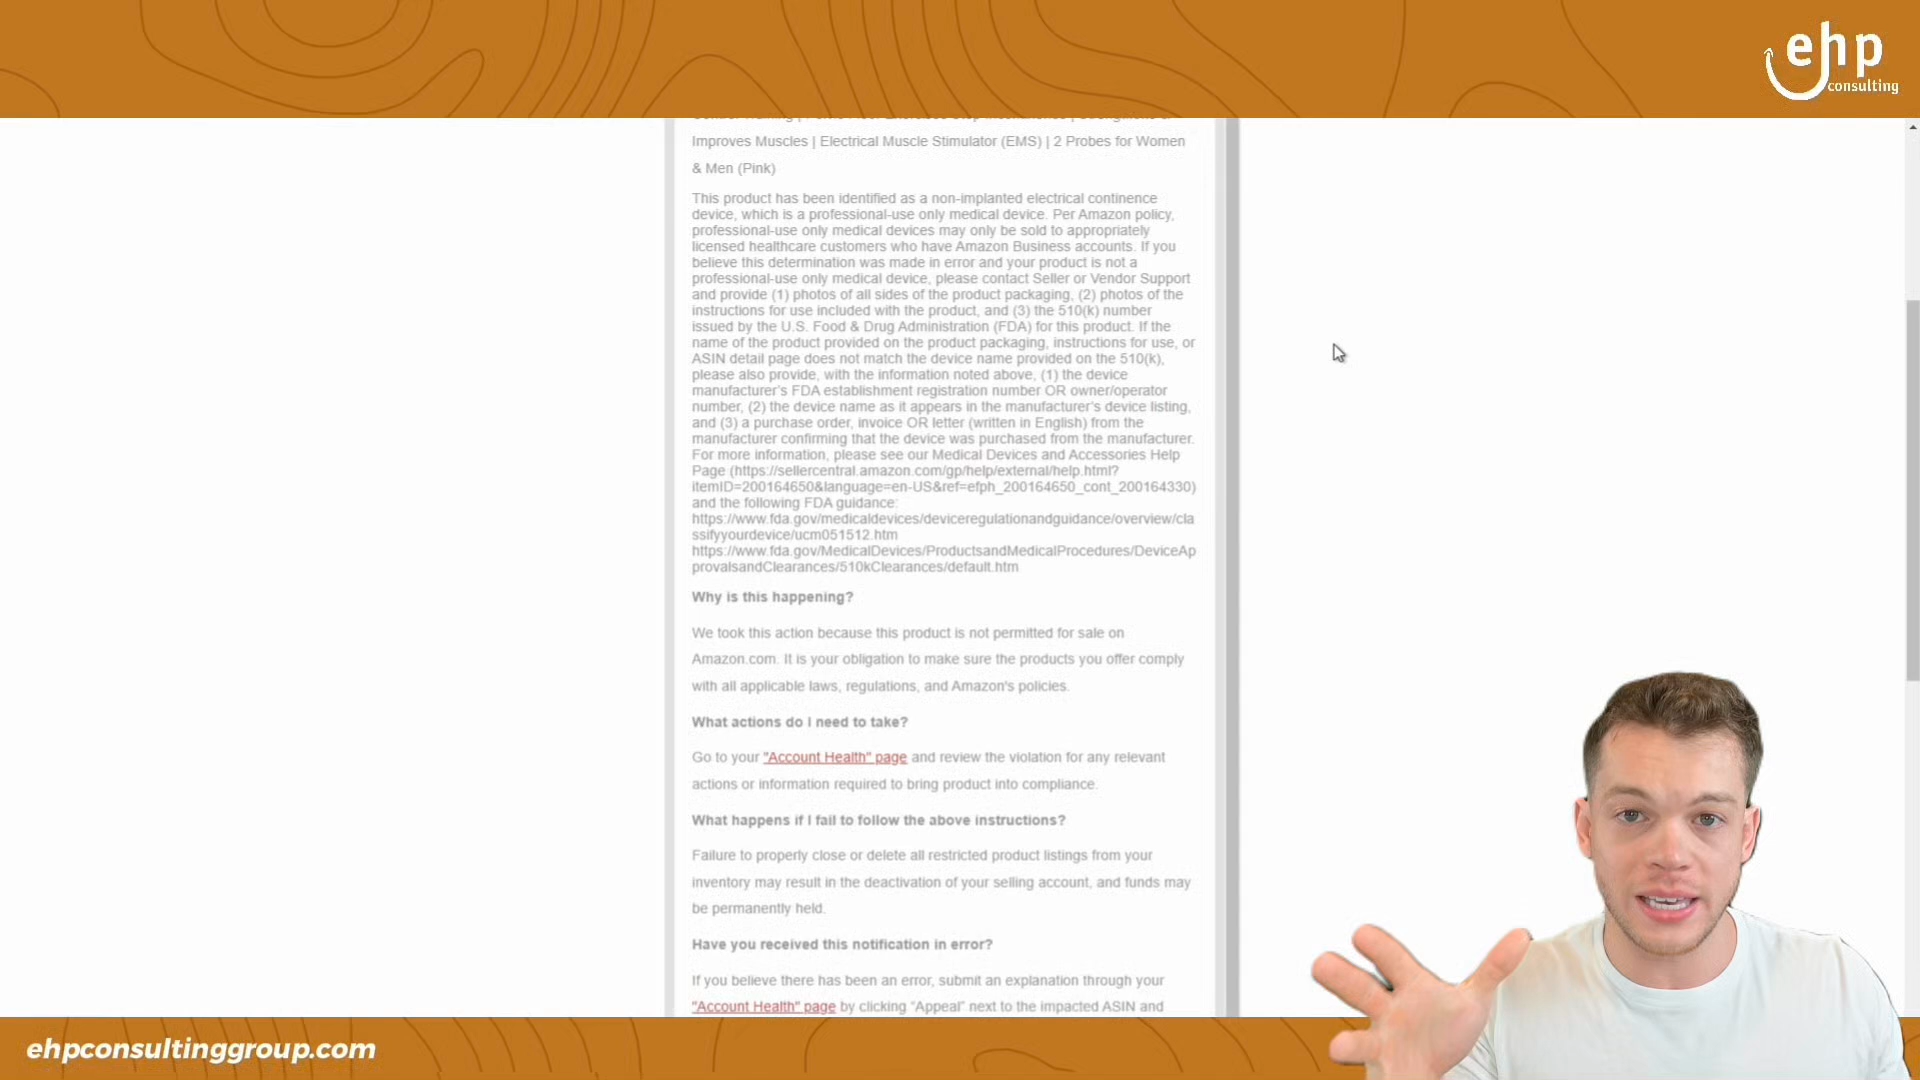 ehp
consulting
Improves Muscles | Electrical Muscle Stimulator (EMS) | 2 Probes for Women
& Men (Pink)
This product has been identified as a non-implanted electrical continence
device, which is a professional-use only medical device. Per Amazon policy,
professional-use only medical devices may only be sold to appropriately
licensed healthcare customers who have Amazon Business accounts. If you
believe this determination was made in error and your product is not a
professional-use only medical device, please contact Seller or Vendor Support
and provide (1) photos of all sides of the product packaging, (2) photos of the
instructions for use included with the product, and (3) the 510(k) number
issued by the U.S. Food & Drug Administration (FDA) for this product. If the
name of the product provided on the product packaging, instructions for use, or
ASIN detail page does not match the device name provided on the 510(k),
please also provide, with the information noted above, (1) the device
manufacturer's FDA establishment registration number OR owner/operator
number, (2) the device name as it appears in the manufacturer's device listing,
and (3) a purchase order, invoice OR letter (written in English) from the
manufacturer confirming that the device was purchased from the manufacturer.
For more information, please see our Medical Devices and Accessories Help
Page (https://sellercentral.amazon.com/gp/help/external/help.html?
itemID=200164650&language=en-US&ref=efph_200164650_cont_200164330)
and the following FDA guidance:
https://www.fda.gov/medicaldevices/deviceregulationandguidance/overview/cla
ssifyyourdevice/ucm051512.htm
https://www.fda.gov/MedicalDevices/ProductsandMedicalProcedures/DeviceAp
provalsandClearances/510kClearances/default.htm
Why is this happening?
We took this action because this product is not permitted for sale on
Amazon.com. It is your obligation to make sure the products you offer comply
with all applicable laws, regulations, and Amazon's policies.
What actions do I need to take?
Go to your "Account Health" page and review the violation for any relevant
actions or information required to bring product into compliance.
What happens if I fail to follow the above instructions?
Failure to properly close or delete all restricted product listings from your
inventory may result in the deactivation of your selling account, and funds may
be permanently held.
Have you received this notification in error?
If you believe there has been an error, submit an explanation through your
"Account Health" page by clicking "Appeal" next to the impacted ASIN and
ehpconsultinggroup.com